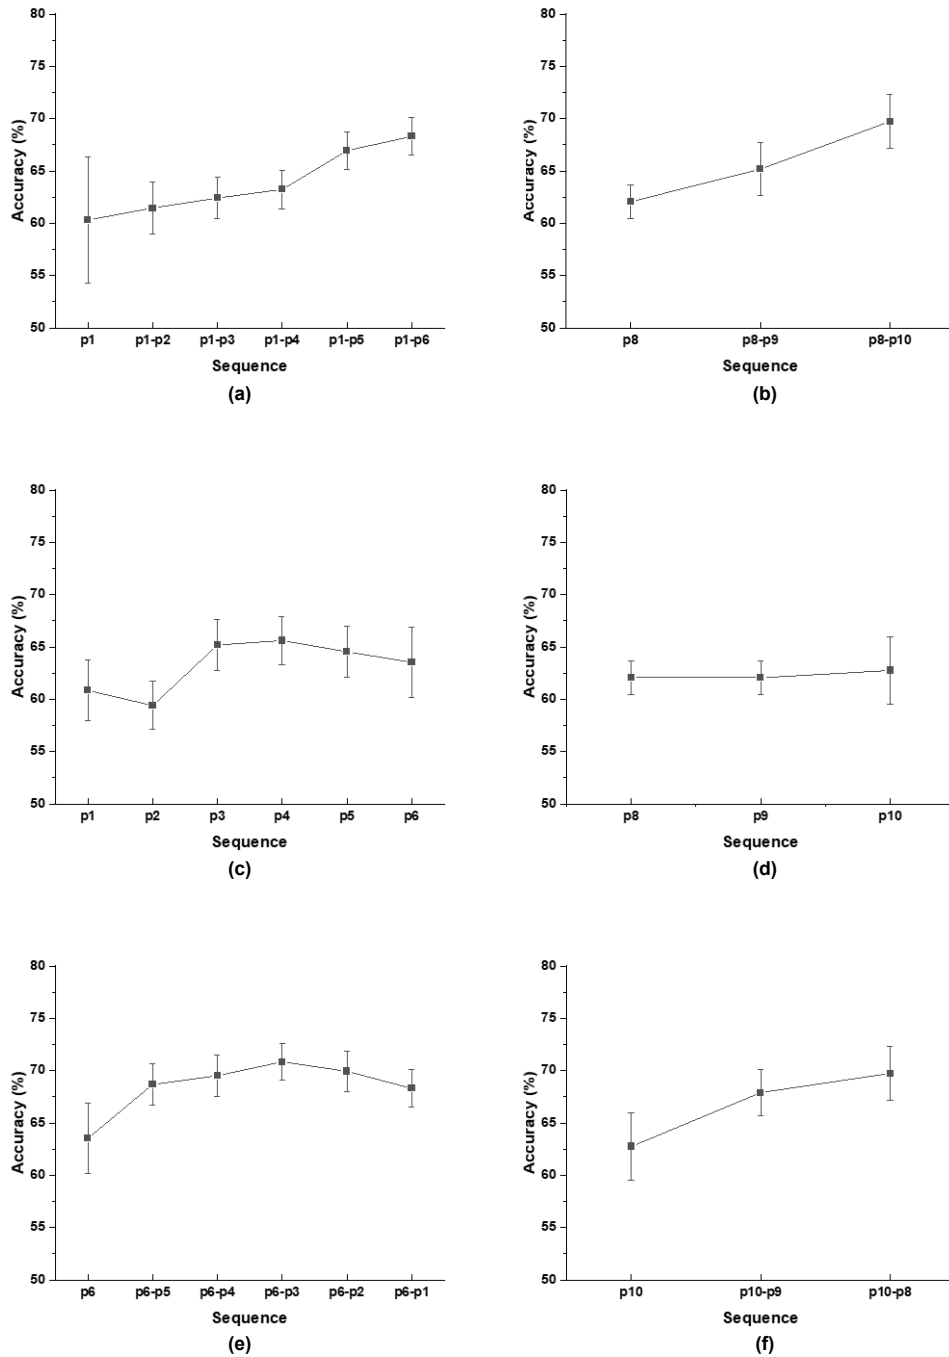 80
75
70
65
60
55
50
Accuracy (%)
p1 p1-p2 p1-p3 p1-p4 p1-p5 p1-p6
Sequence
(a)
80
75
70
65
60
55
50
Accuracy (%)
p8 p8-p9 p8-p10
Sequence
(b)
80
75
70
65
60
55
50
Accuracy (%)
p1 p2 p3 p4 p5 p6
Sequence
(c)
80
75
70
65
60
55
50
Accuracy (%)
p8 p9 p10
Sequence
(d)
80
75
70
65
60
55
50
Accuracy (%)
p6 p6-p5 p6-p4 p6-p3 p6-p2 p6-p1
Sequence
(e)
80
75
70
65
60
55
50
Accuracy (%)
p10 p10-p9 p10-p8
Sequence
(f)